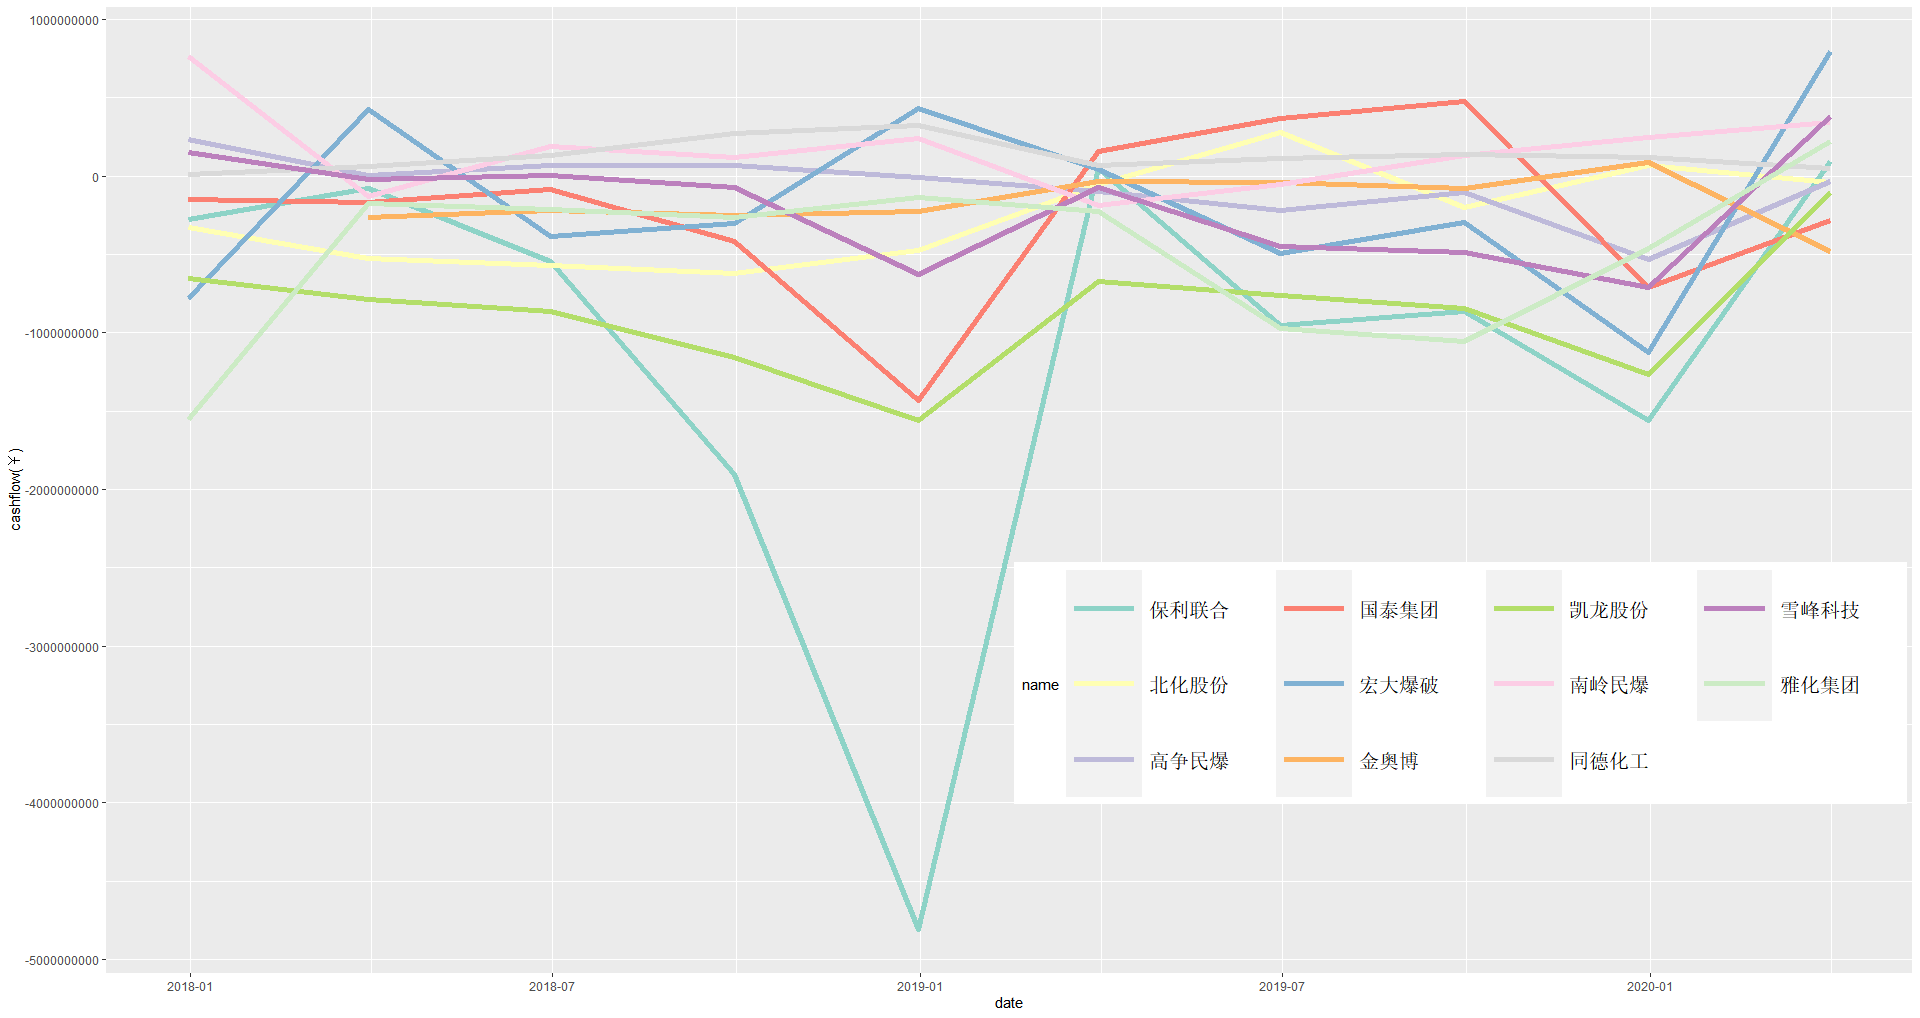 1000000000
0
-1000000000
-2000000000
-3000000000
-4000000000
-5000000000
cashflow(￥)
name
保利联合 国泰集团 凯龙股份 雪峰科技
北化股份 宏大爆破 南岭民爆 雅化集团
高争民爆 金奥博 同德化工
2018-01 2018-07 2019-01 2019-07 2020-01
date